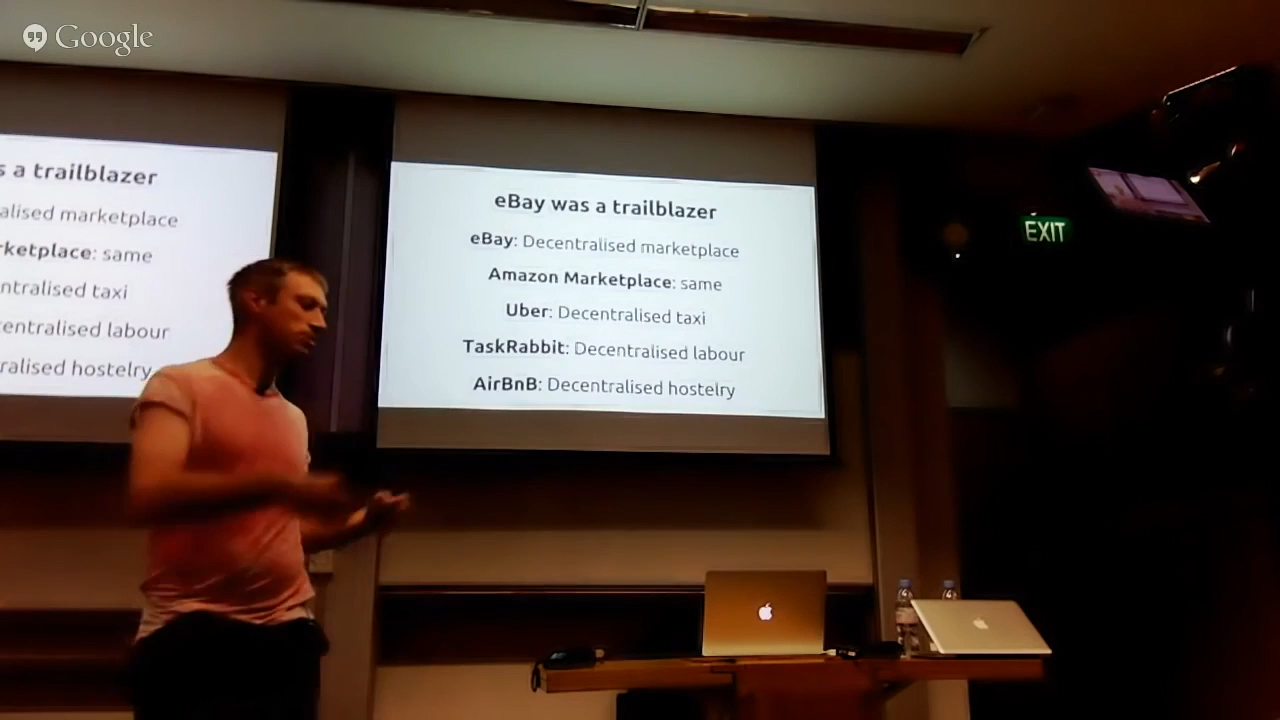 Google
s a trailblazer
alised marketplace
rketplace: same
ntralised taxi
entralised labour
ralised hostelry
eBay was a trailblazer
eBay: Decentralised marketplace
Amazon Marketplace: same
Uber: Decentralised taxi
TaskRabbit: Decentralised labour
AirBnB: Decentralised hostelry
EXIT